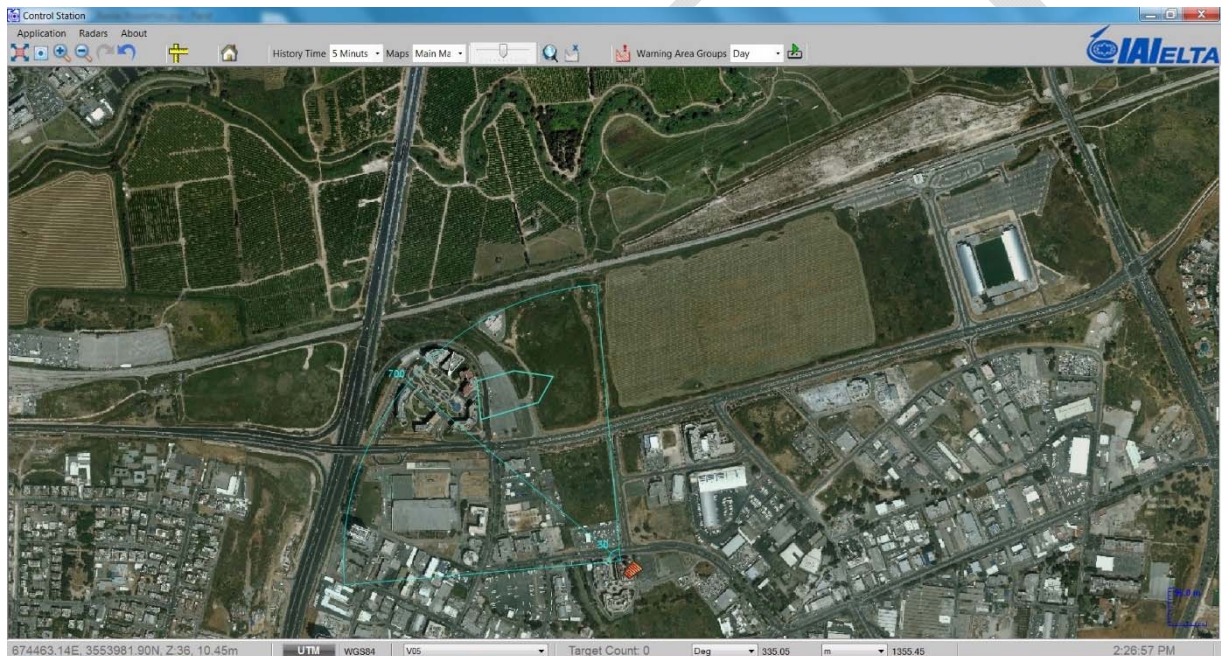 Control Station
Application Radars About
History Time 5 Minuts Maps Main Ma Warning Area Groups Day
IAI ELTA
700
30
674463.14E, 3553981.90N, Z:36, 10.45m UTM WGS84 V05 Target Count: 0 Deg 335.05 m 1355.45 2:26:57 PM